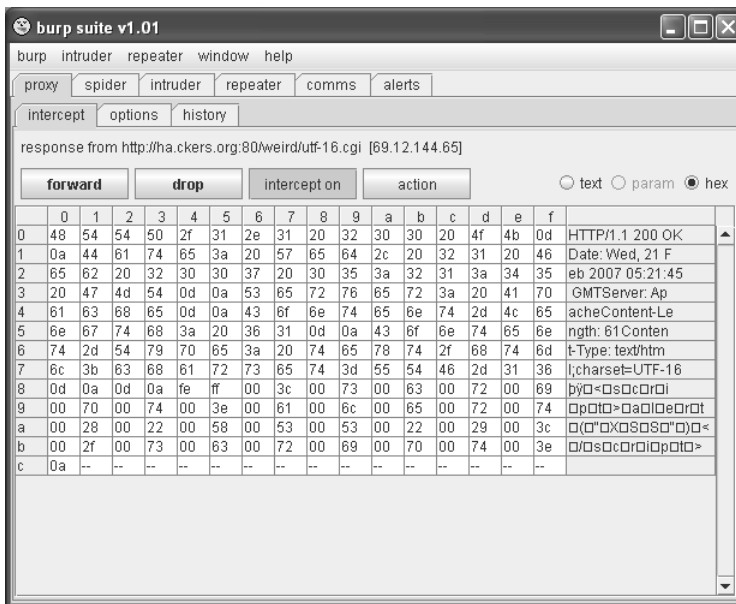 burp suite v1.01
burp intruder repeater window help
proxy spider intruder repeater comms alerts
intercept options history
response from http://ha.ckers.org:80/weird/utf-16.cgi [69.12.144.65]
forward drop intercept on action text param hex
0 1 2 3 4 5 6 7 8 9 a b c d e f
0 48 54 54 50 2f 31 2e 31 20 32 30 30 20 4f 4b 0d HTTP/1.1 200 OK
1 0a 44 61 74 65 3a 20 57 65 64 2c 20 32 31 20 46 Date: Wed, 21 F
2 65 62 20 32 30 30 37 20 30 35 3a 32 31 3a 34 35 eb 2007 05:21:45
3 20 47 4d 54 0d 0a 53 65 72 76 65 72 3a 20 41 70 GMTServer: Ap
4 61 63 68 65 0d 0a 43 6f 6e 74 65 6e 74 2d 4c 65 acheContent-Le
5 6e 67 74 68 3a 20 36 31 0d 0a 43 6f 6e 74 65 6e ngth: 61Conten
6 74 2d 54 79 70 65 3a 20 74 65 78 74 2f 68 74 6d t-Type: text/htm
7 6c 3b 63 68 61 72 73 65 74 3d 55 54 46 2d 31 36 l;charset=UTF-16
8 0d 0a 0d 0a fe ff 00 3c 00 73 00 63 00 72 00 69 þÿ□<□s□c□r□i
9 00 70 00 74 00 3e 00 61 00 6c 00 65 00 72 00 74 □p□t□>□a□l□e□r□t
a 00 28 00 22 00 58 00 53 00 53 00 22 00 29 00 3c □(□"□X□S□S□"□)□<
b 00 2f 00 73 00 63 00 72 00 69 00 70 00 74 00 3e □/□s□c□r□i□p□t□>
c 0a -- -- -- -- -- -- -- -- -- -- -- -- -- -- --